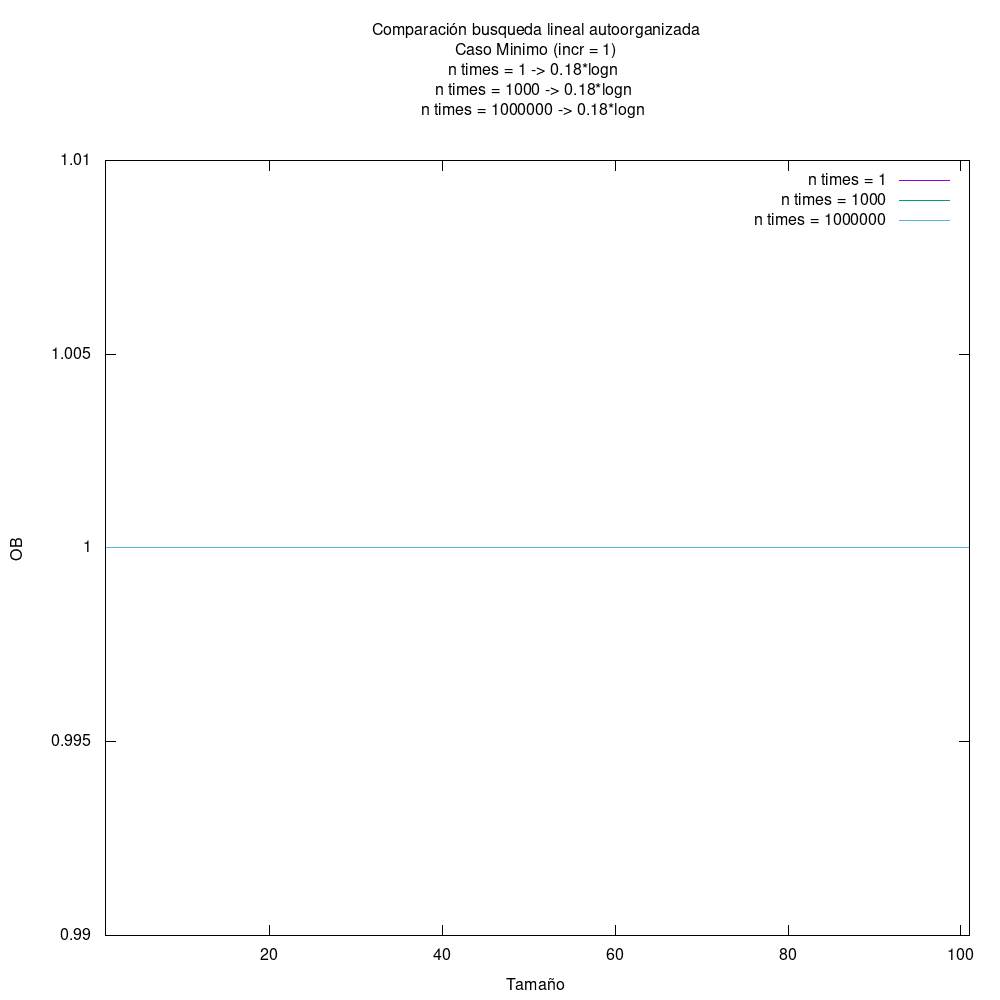 Comparación busqueda lineal autoorganizada
Caso Minimo (incr = 1)
n times = 1 -> 0.18*logn
n times = 1000 -> 0.18*logn
n times = 1000000 -> 0.18*logn
1.01
n times = 1
n times = 1000
n times = 1000000
1.005
OB
1
0.995
0.99
20
40
60
80
100
Tamaño